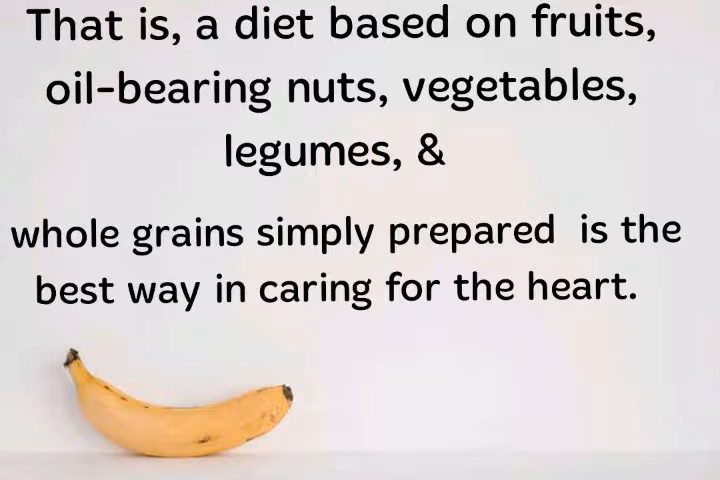 That is, a diet based on fruits,
oil-bearing nuts, vegetables,
legumes, &
whole grains simply prepared is the
best way in caring for the heart.